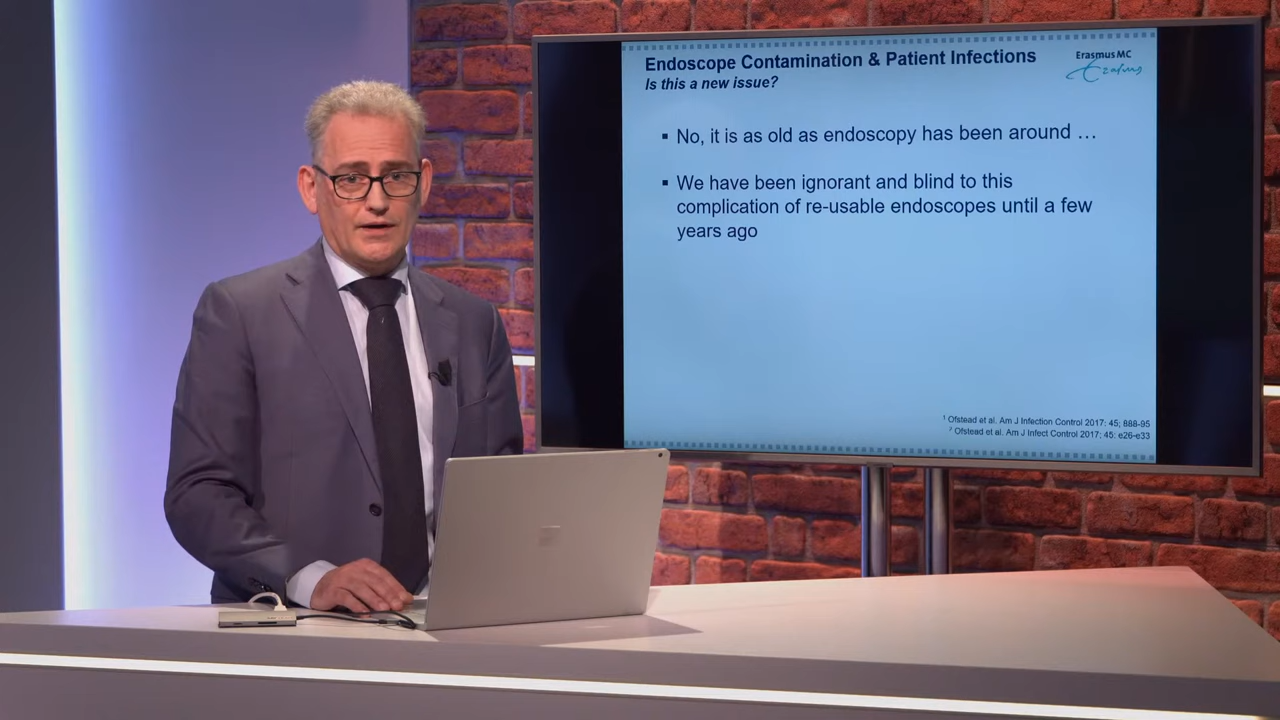 Endoscope Contamination & Patient Infections
Is this a new issue?
Erasmus MC
Erasmus
▪ No, it is as old as endoscopy has been around …
▪ We have been ignorant and blind to this
complication of re-usable endoscopes until a few
years ago
¹ Ofstead et al. Am J Infection Control 2017: 45; 888-95
² Ofstead et al. Am J Infect Control 2017; 45: e26-e33